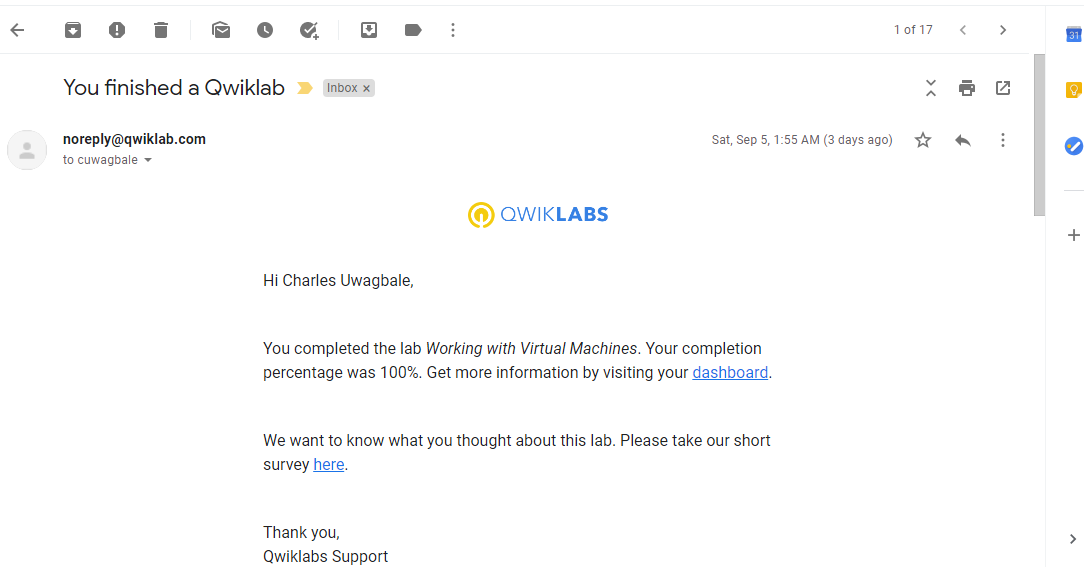 1 of 17
31
You finished a Qwiklab
Inbox ×
noreply@qwiklab.com
Sat, Sep 5, 1:55 AM (3 days ago)
to cuwagbale
QWIKLABS
Hi Charles Uwagbale,
You completed the lab Working with Virtual Machines. Your completion
percentage was 100%. Get more information by visiting your dashboard.
We want to know what you thought about this lab. Please take our short
survey here.
Thank you,
Qwiklabs Support